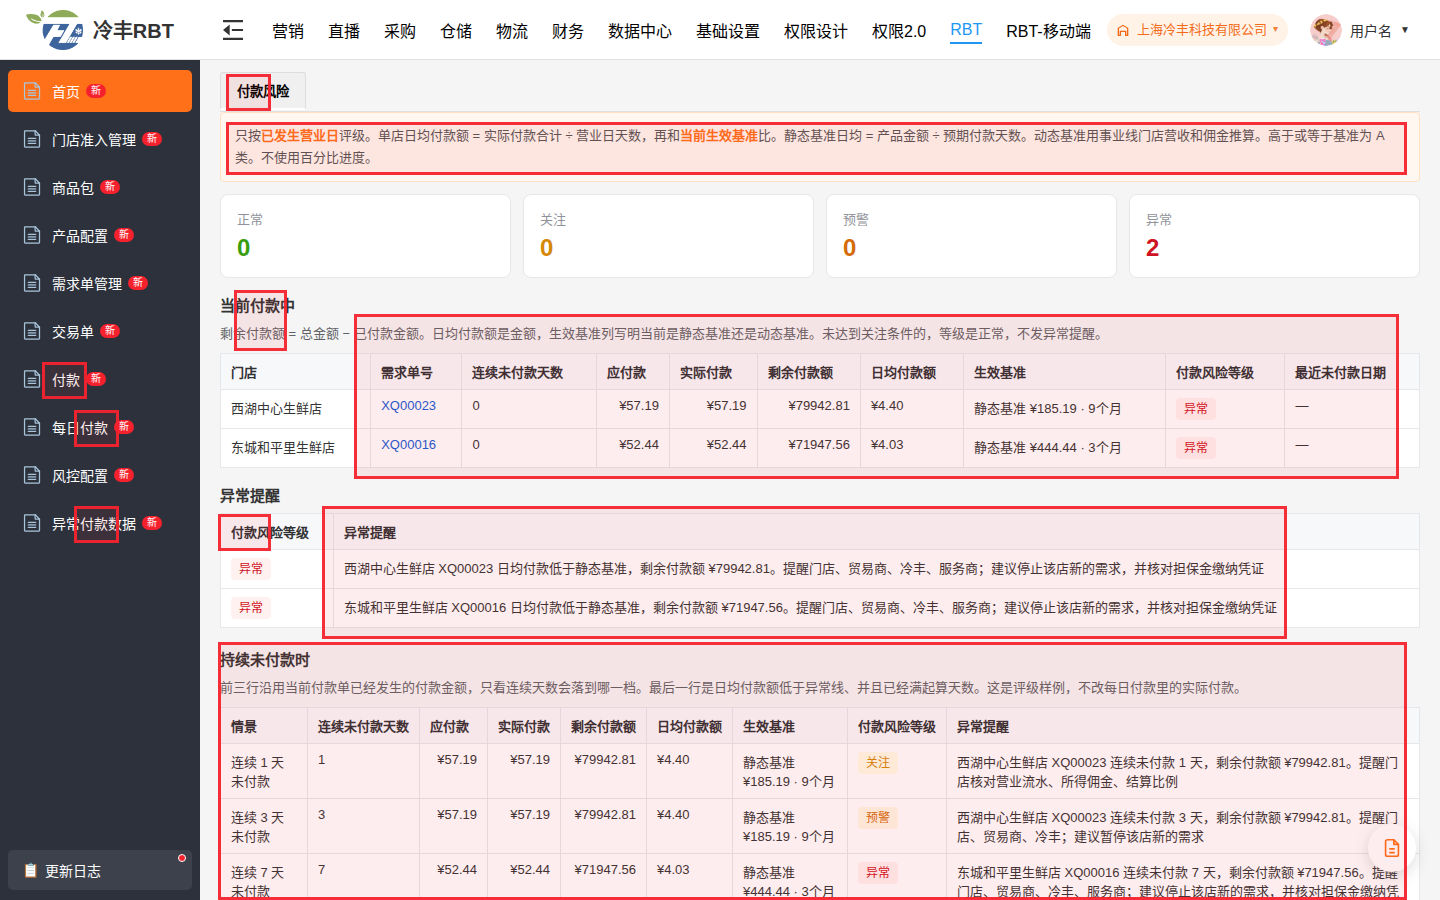 冷丰RBT
营销 直播 采购 仓储 物流 财务 数据中心 基础设置 权限设计 权限2.0 RBT RBT-移动端
上海冷丰科技有限公司 ▾
用户名 ▼
首页 新
门店准入管理 新
商品包 新
产品配置 新
需求单管理 新
交易单 新
付款 新
每日付款 新
风控配置 新
异常付款数据 新
更新日志
付款风险
只按已发生营业日评级。单店日均付款额 = 实际付款合计 ÷ 营业日天数，再和当前生效基准比。静态基准日均 = 产品金额 ÷ 预期付款天数。动态基准用事业线门店营收和佣金推算。高于或等于基准为 A
类。不使用百分比进度。
正常 关注 预警 异常
0 0 0 2
当前付款中
剩余付款额 = 总金额 − 已付款金额。日均付款额是金额，生效基准列写明当前是静态基准还是动态基准。未达到关注条件的，等级是正常，不发异常提醒。
门店 需求单号 连续未付款天数 应付款 实际付款 剩余付款额 日均付款额 生效基准 付款风险等级 最近未付款日期
西湖中心生鲜店 XQ00023 0 ¥57.19 ¥57.19 ¥79942.81 ¥4.40 静态基准 ¥185.19 · 9个月 异常 —
东城和平里生鲜店 XQ00016 0 ¥52.44 ¥52.44 ¥71947.56 ¥4.03 静态基准 ¥444.44 · 3个月 异常 —
异常提醒
付款风险等级 异常提醒
异常 西湖中心生鲜店 XQ00023 日均付款额低于静态基准，剩余付款额 ¥79942.81。提醒门店、贸易商、冷丰、服务商；建议停止该店新的需求，并核对担保金缴纳凭证
异常 东城和平里生鲜店 XQ00016 日均付款额低于静态基准，剩余付款额 ¥71947.56。提醒门店、贸易商、冷丰、服务商；建议停止该店新的需求，并核对担保金缴纳凭证
持续未付款时
前三行沿用当前付款单已经发生的付款金额，只看连续天数会落到哪一档。最后一行是日均付款额低于异常线、并且已经满起算天数。这是评级样例，不改每日付款里的实际付款。
情景 连续未付款天数 应付款 实际付款 剩余付款额 日均付款额 生效基准 付款风险等级 异常提醒
连续 1 天 1 ¥57.19 ¥57.19 ¥79942.81 ¥4.40 静态基准 关注 西湖中心生鲜店 XQ00023 连续未付款 1 天，剩余付款额 ¥79942.81。提醒门
未付款 ¥185.19 · 9个月 店核对营业流水、所得佣金、结算比例
连续 3 天 3 ¥57.19 ¥57.19 ¥79942.81 ¥4.40 静态基准 预警 西湖中心生鲜店 XQ00023 连续未付款 3 天，剩余付款额 ¥79942.81。提醒门
未付款 ¥185.19 · 9个月 店、贸易商、冷丰；建议暂停该店新的需求
连续 7 天 7 ¥52.44 ¥52.44 ¥71947.56 ¥4.03 静态基准 异常 东城和平里生鲜店 XQ00016 连续未付款 7 天，剩余付款额 ¥71947.56。提醒
未付款 ¥444.44 · 3个月 门店、贸易商、冷丰、服务商；建议停止该店新的需求，并核对担保金缴纳凭